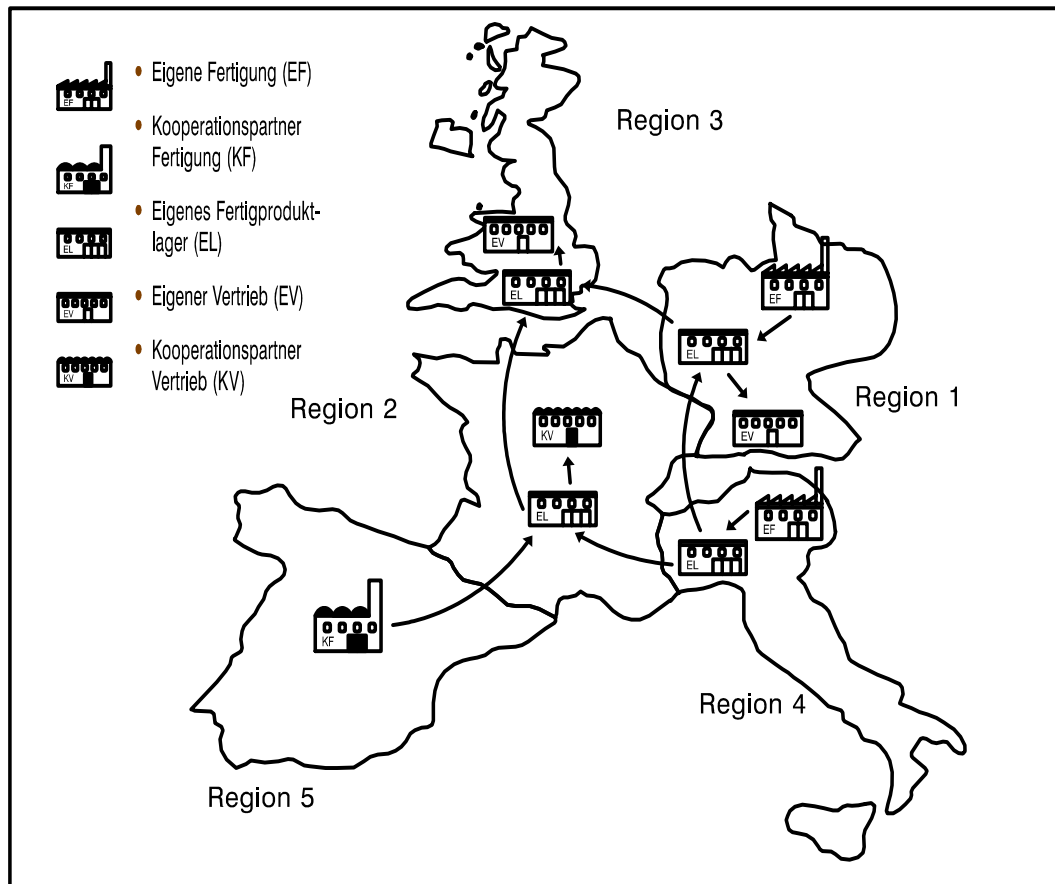 EF
• Eigene Fertigung (EF)
KF
• Kooperationspartner
Fertigung (KF)
EL
• Eigenes Fertigprodukt-
lager (EL)
EV
• Eigener Vertrieb (EV)
KV
• Kooperationspartner
Vertrieb (KV)
Region 3
EV
EL
EF
EL
Region 1
EV
Region 2
KV
EL
EF
EL
KF
Region 4
Region 5